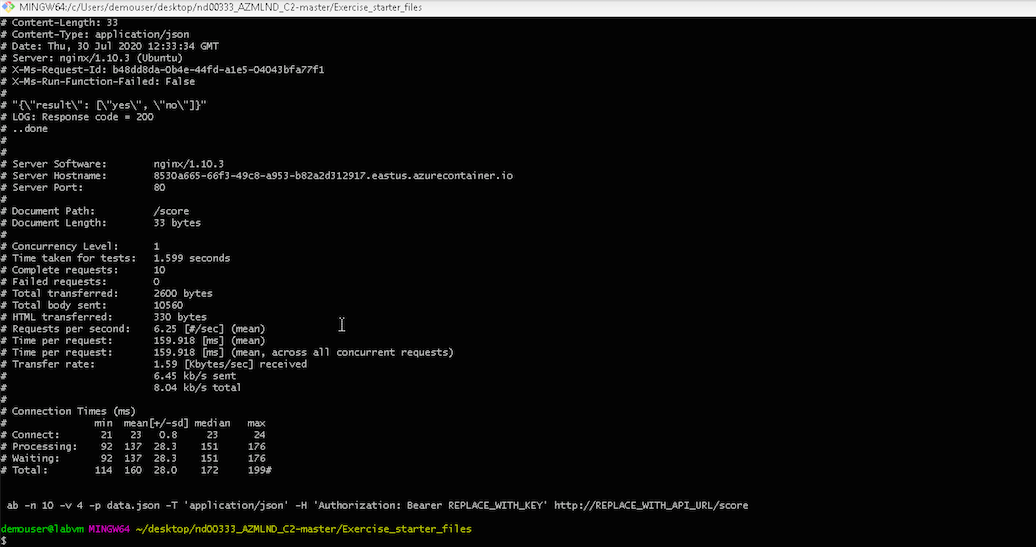 MINGW64:/c/Users/demouser/desktop/nd00333_AZMLND_C2-master/Exercise_starter_files
# Content-Length: 33
# Content-Type: application/json
# Date: Thu, 30 Jul 2020 12:33:34 GMT
# Server: nginx/1.10.3 (Ubuntu)
# X-Ms-Request-Id: b48dd8da-0b4e-44fd-a1e5-04043bfa77f1
# X-Ms-Run-Function-Failed: False
#
# "{\"result\": [\"yes\", \"no\"]}"
# LOG: Response code = 200
# ..done
#
#
# Server Software:        nginx/1.10.3
# Server Hostname:        8530a665-66f3-49c8-a953-b82a2d312917.eastus.azurecontainer.io
# Server Port:            80
#
# Document Path:          /score
# Document Length:        33 bytes
#
# Concurrency Level:      1
# Time taken for tests:   1.599 seconds
# Complete requests:      10
# Failed requests:        0
# Total transferred:      2600 bytes
# Total body sent:        10560
# HTML transferred:       330 bytes
# Requests per second:    6.25 [#/sec] (mean)
# Time per request:       159.918 [ms] (mean)
# Time per request:       159.918 [ms] (mean, across all concurrent requests)
# Transfer rate:          1.59 [Kbytes/sec] received
#                         6.45 kb/s sent
#                         8.04 kb/s total
#
# Connection Times (ms)
#               min  mean[+/-sd] median   max
# Connect:       21   23   0.8     23      24
# Processing:    92  137  28.3    151     176
# Waiting:       92  137  28.3    151     176
# Total:        114  160  28.0    172     199#
ab -n 10 -v 4 -p data.json -T 'application/json' -H 'Authorization: Bearer REPLACE_WITH_KEY' http://REPLACE_WITH_API_URL/score
demouser@labvm MINGW64 ~/desktop/nd00333_AZMLND_C2-master/Exercise_starter_files
$